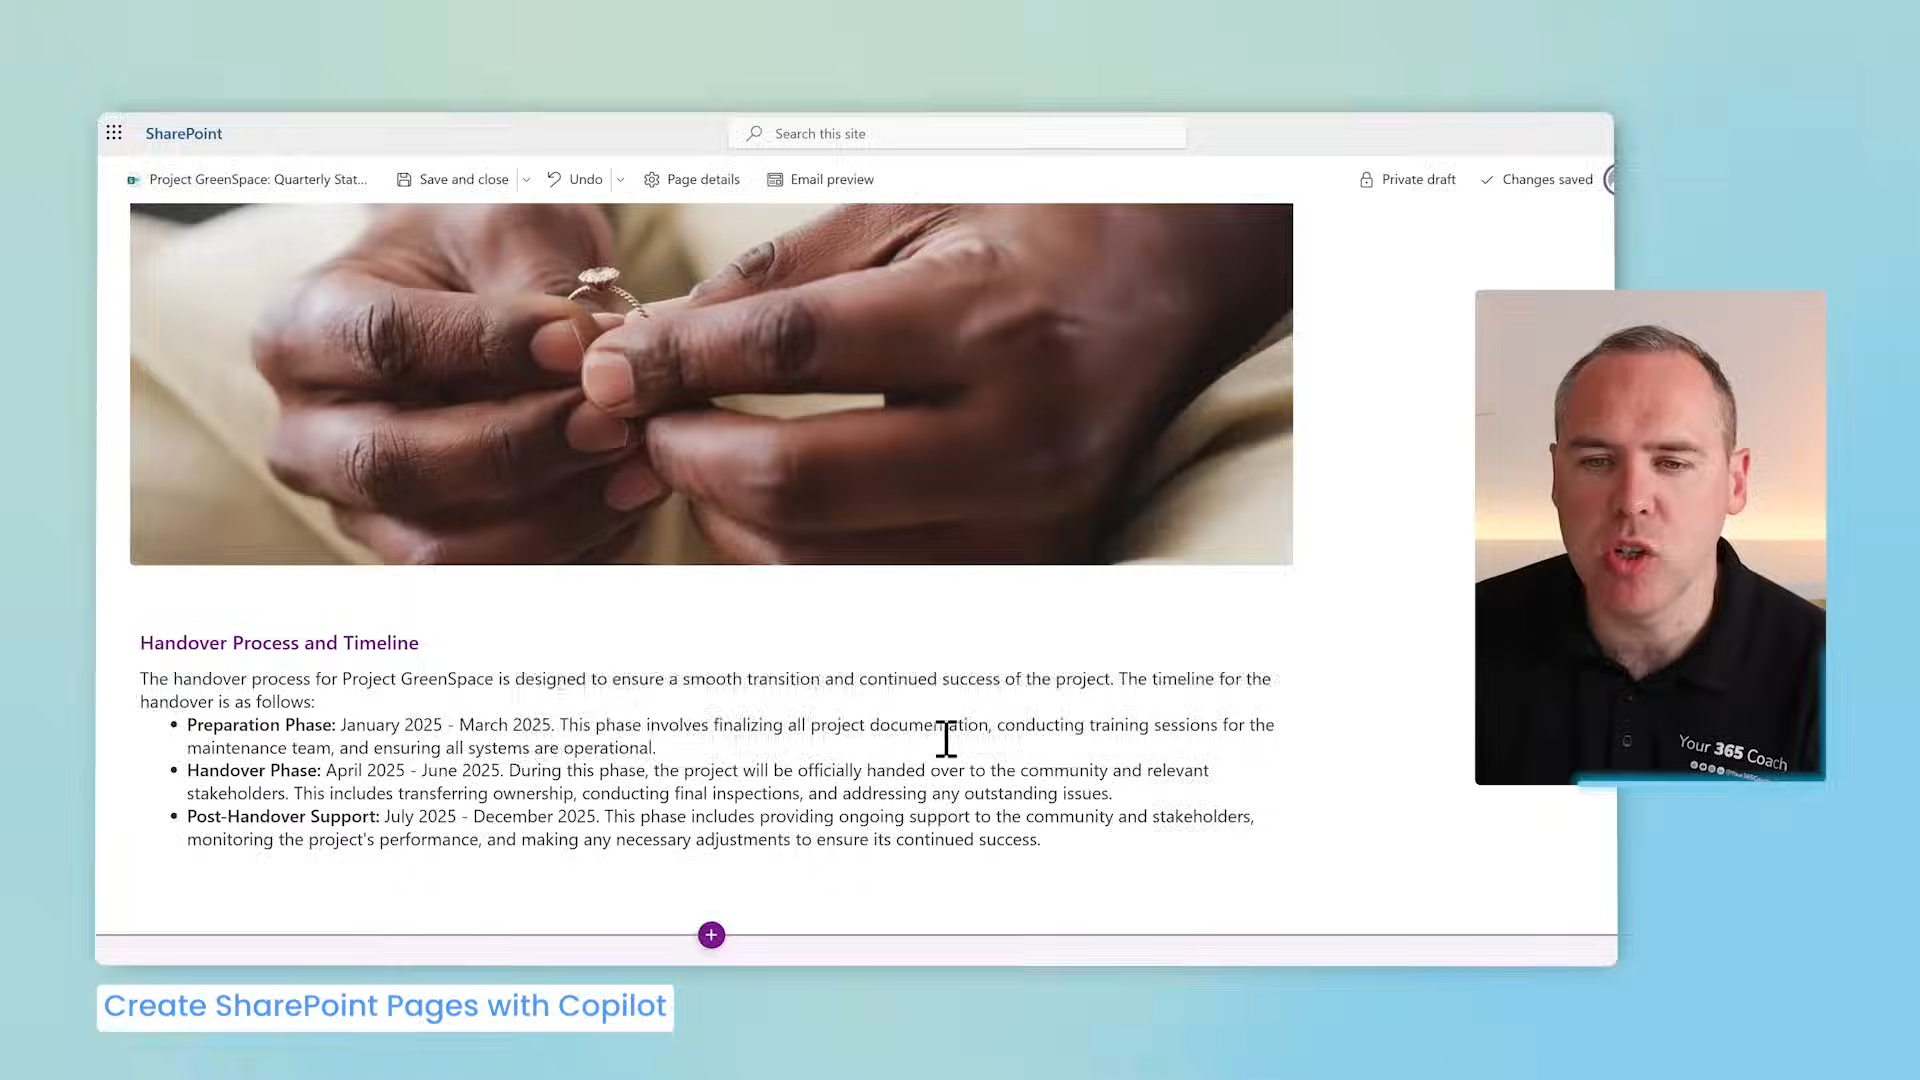 SharePoint
Search this site
Project GreenSpace: Quarterly Stat...
Save and close
Undo
Page details
Email preview
Private draft
Changes saved
Handover Process and Timeline
The handover process for Project GreenSpace is designed to ensure a smooth transition and continued success of the project. The timeline for the
handover is as follows:
• Preparation Phase: January 2025 - March 2025. This phase involves finalizing all project documentation, conducting training sessions for the
maintenance team, and ensuring all systems are operational.
• Handover Phase: April 2025 - June 2025. During this phase, the project will be officially handed over to the community and relevant
stakeholders. This includes transferring ownership, conducting final inspections, and addressing any outstanding issues.
• Post-Handover Support: July 2025 - December 2025. This phase includes providing ongoing support to the community and stakeholders,
monitoring the project's performance, and making any necessary adjustments to ensure its continued success.
Your 365 Coach
Create SharePoint Pages with Copilot